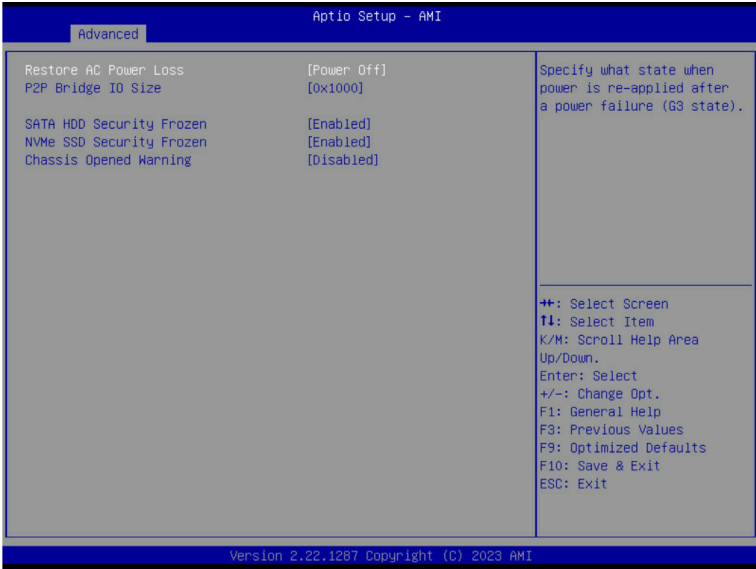 Aptio Setup – AMI
Advanced
Restore AC Power Loss [Power Off]
P2P Bridge IO Size [0x1000]
SATA HDD Security Frozen [Enabled]
NVMe SSD Security Frozen [Enabled]
Chassis Opened Warning [Disabled]
Specify what state when
power is re-applied after
a power failure (G3 state).
→←: Select Screen
↑↓: Select Item
K/M: Scroll Help Area
Up/Down.
Enter: Select
+/-: Change Opt.
F1: General Help
F3: Previous Values
F9: Optimized Defaults
F10: Save & Exit
ESC: Exit
Version 2.22.1287 Copyright (C) 2023 AMI